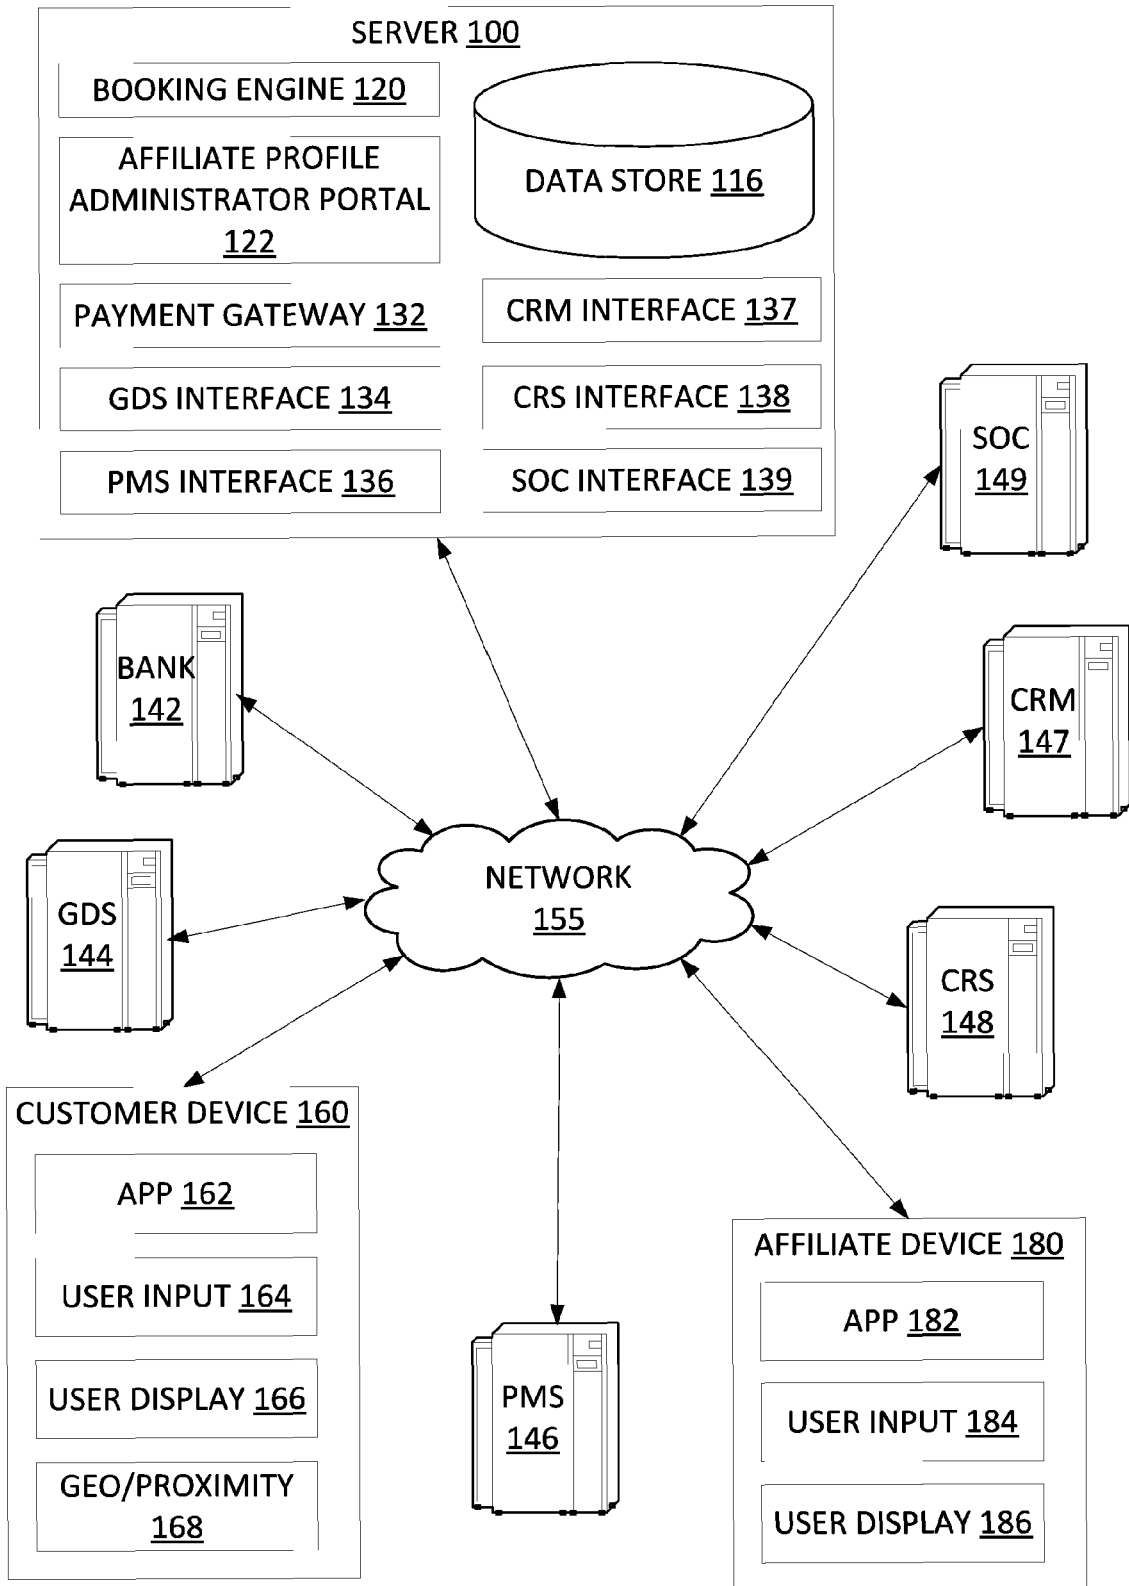 SERVER 100
BOOKING ENGINE 120
AFFILIATE PROFILE
ADMINISTRATOR PORTAL
122
DATA STORE 116
PAYMENT GATEWAY 132
CRM INTERFACE 137
GDS INTERFACE 134
CRS INTERFACE 138
PMS INTERFACE 136
SOC INTERFACE 139
SOC
149
BANK
142
CRM
147
NETWORK
155
GDS
144
CRS
148
CUSTOMER DEVICE 160
APP 162
USER INPUT 164
USER DISPLAY 166
GEO/PROXIMITY
168
PMS
146
AFFILIATE DEVICE 180
APP 182
USER INPUT 184
USER DISPLAY 186